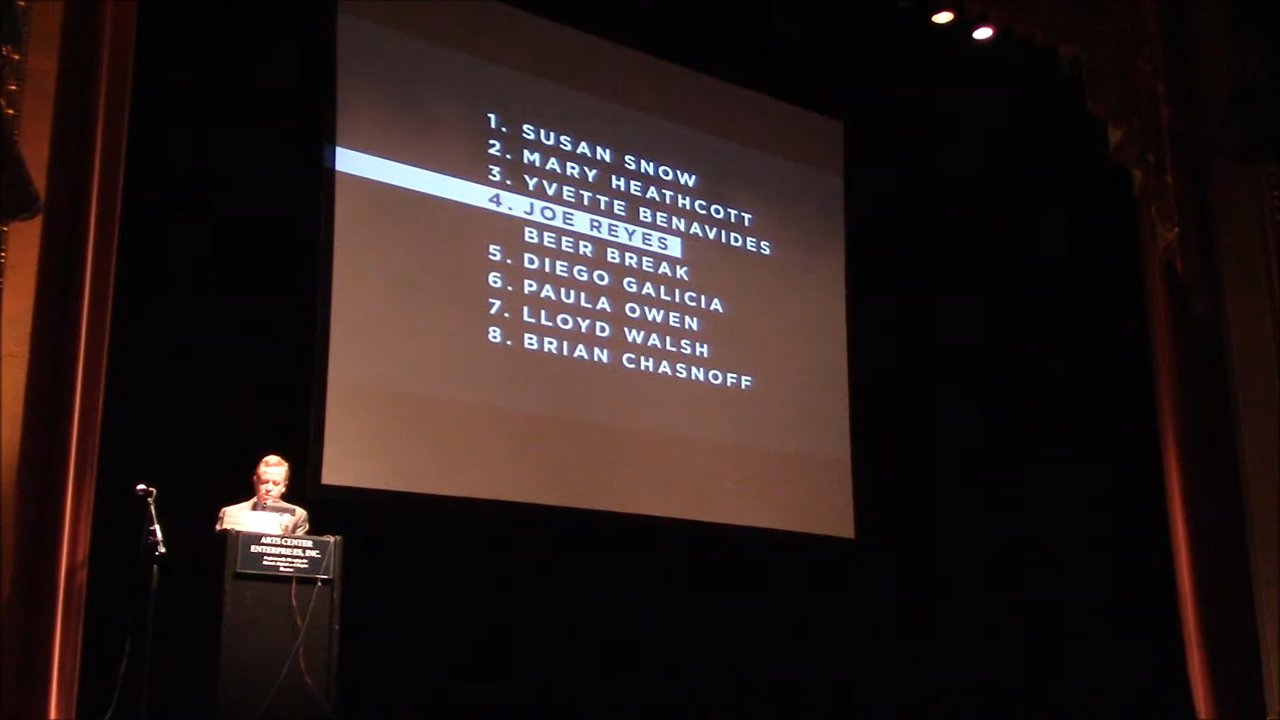 1. SUSAN SNOW
2. MARY HEATHCOTT
3. YVETTE BENAVIDES
4. JOE REYES
BEER BREAK
5. DIEGO GALICIA
6. PAULA OWEN
7. LLOYD WALSH
8. BRIAN CHASNOFF
ARTS CENTER
ENTERPRISES, INC.